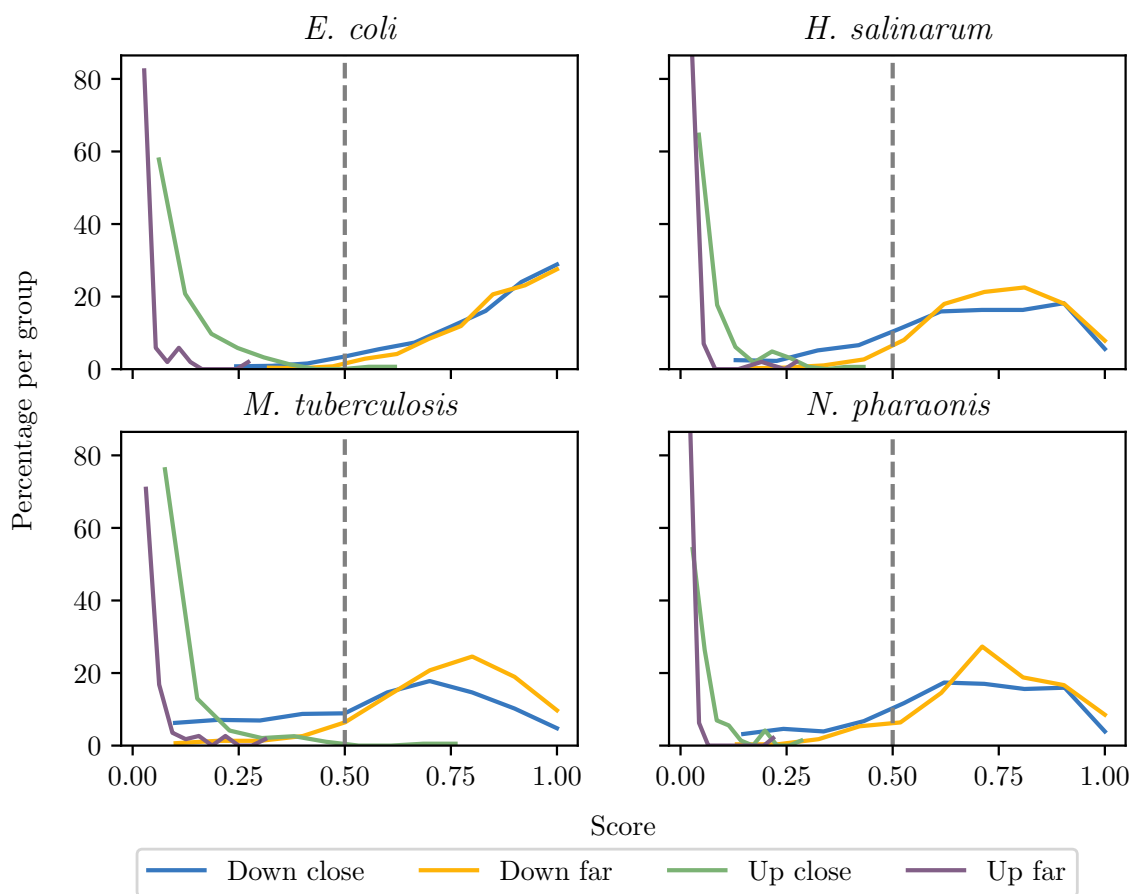 E. coli
H. salinarum
80
60
40
20
0
M. tuberculosis
N. pharaonis
80
60
40
20
0
0.00 0.25 0.50 0.75 1.00
0.00 0.25 0.50 0.75 1.00
Percentage per group
Score
Down close Down far Up close Up far